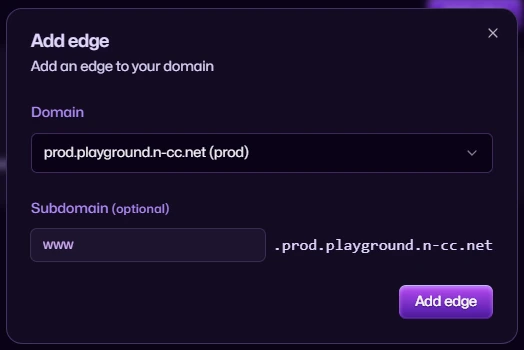 Add edge
Add an edge to your domain
Domain
prod.playground.n-cc.net (prod)
Subdomain (optional)
www .prod.playground.n-cc.net
Add edge